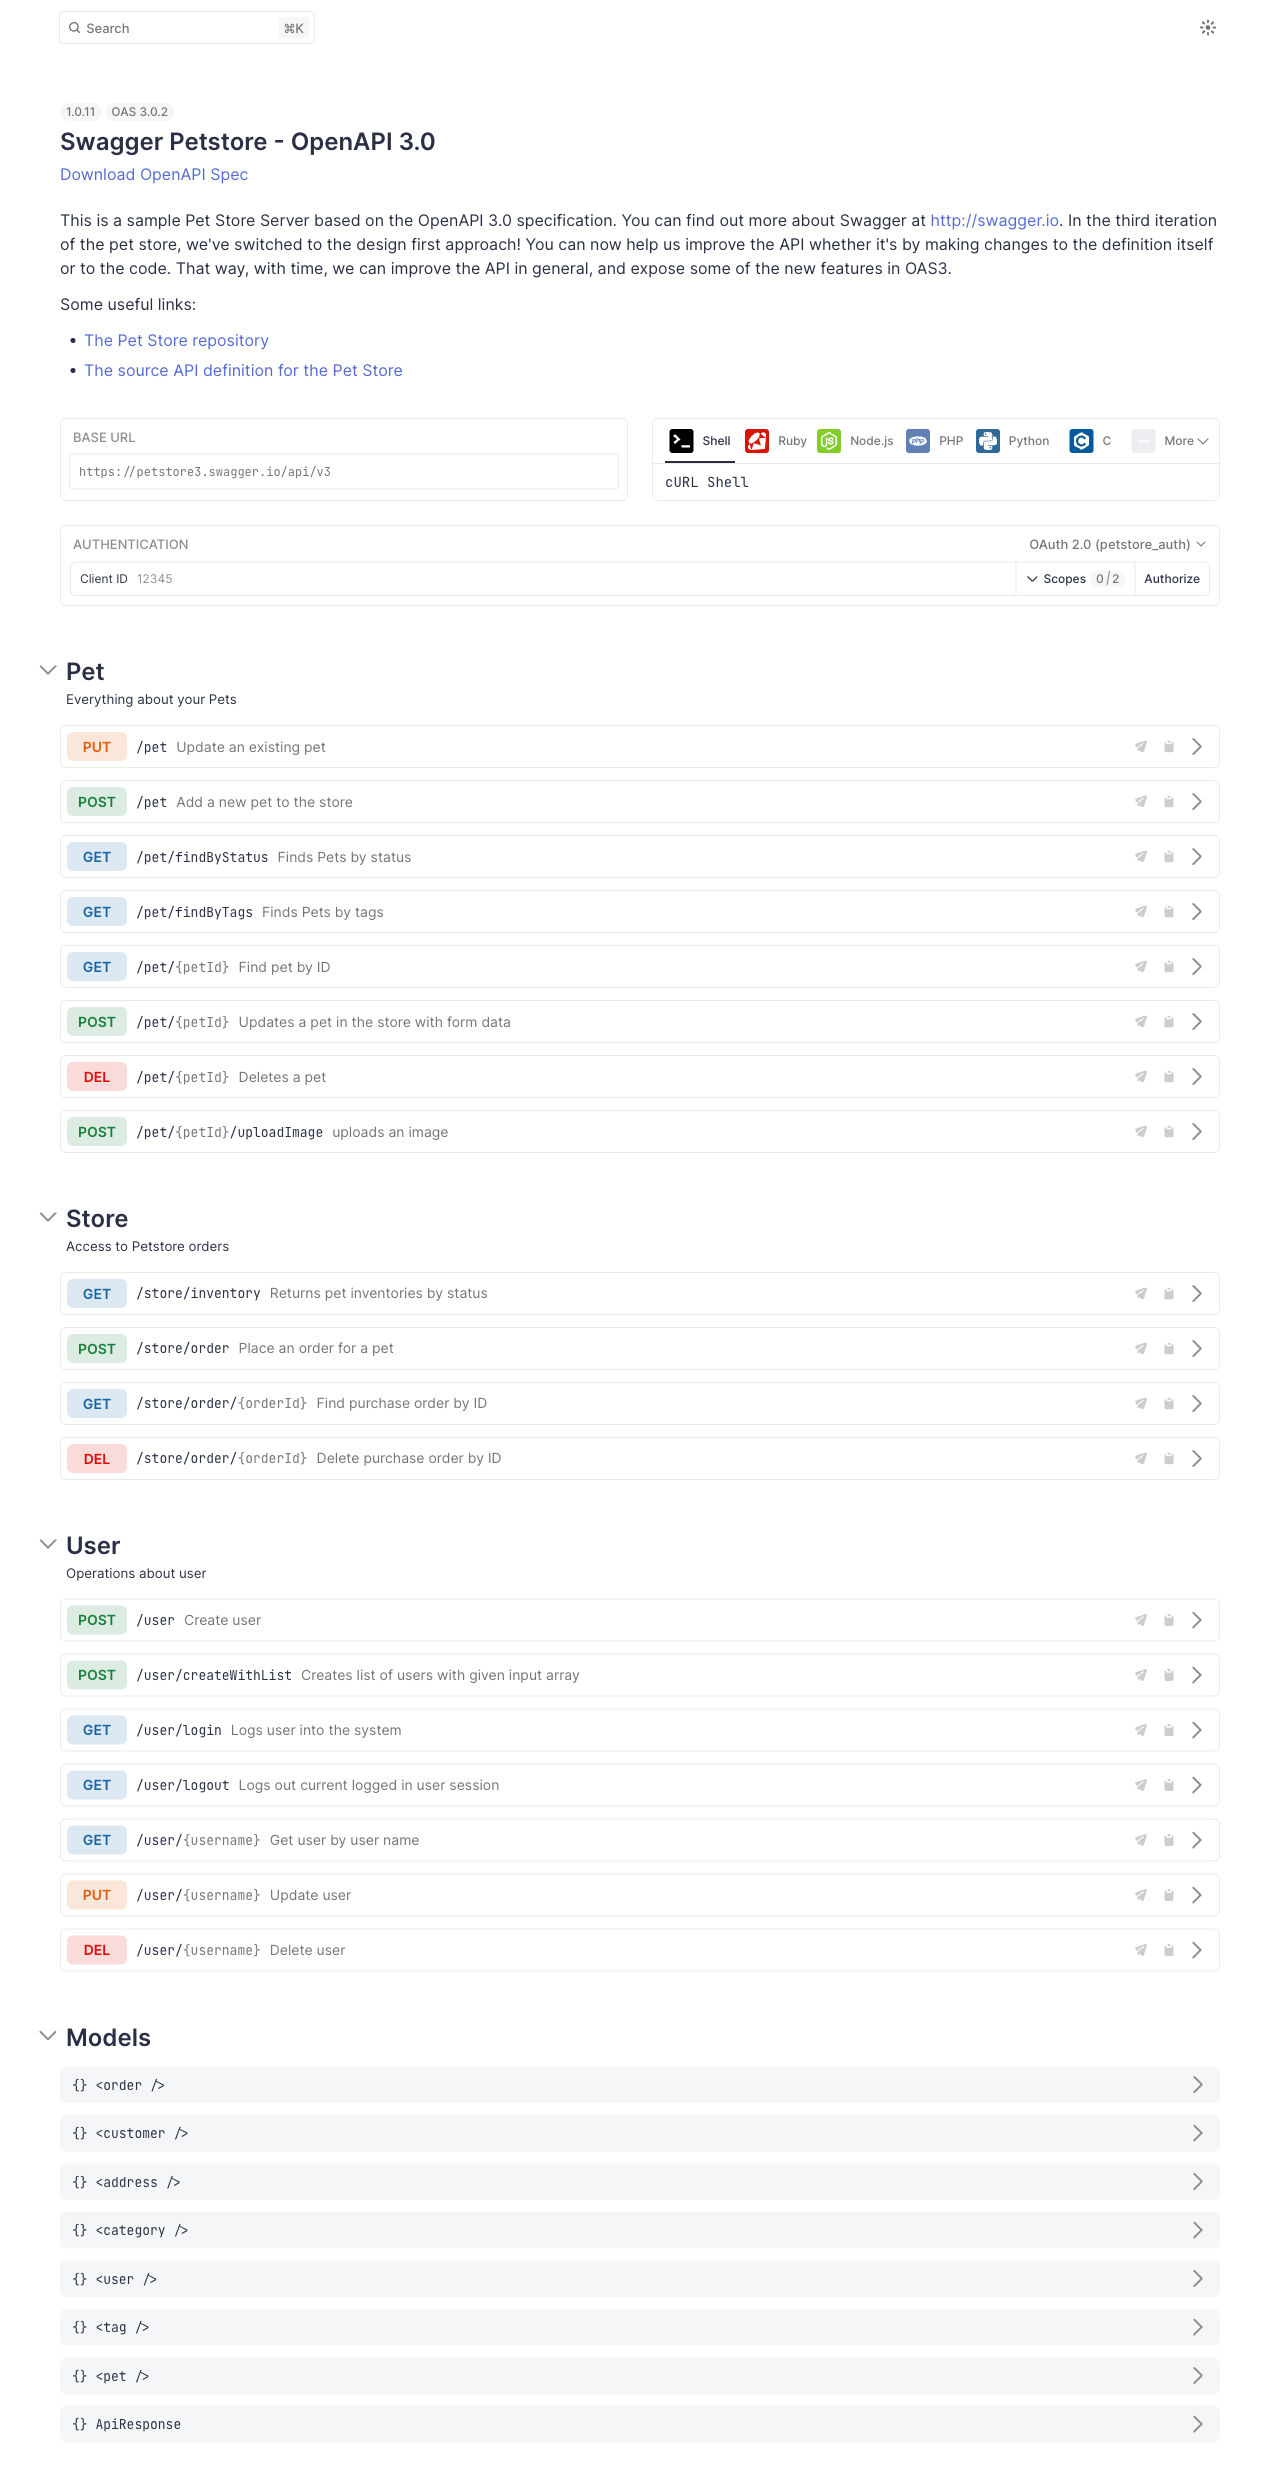 Search ⌘K
1.0.11 OAS 3.0.2
Swagger Petstore - OpenAPI 3.0
Download OpenAPI Spec
This is a sample Pet Store Server based on the OpenAPI 3.0 specification. You can find out more about Swagger at http://swagger.io. In the third iteration
of the pet store, we've switched to the design first approach! You can now help us improve the API whether it's by making changes to the definition itself
or to the code. That way, with time, we can improve the API in general, and expose some of the new features in OAS3.
Some useful links:
• The Pet Store repository
• The source API definition for the Pet Store
BASE URL
https://petstore3.swagger.io/api/v3
Shell Ruby Node.js PHP Python C More
cURL Shell
AUTHENTICATION OAuth 2.0 (petstore_auth)
Client ID 12345 Scopes 0/2 Authorize
Pet
Everything about your Pets
PUT /pet Update an existing pet
POST /pet Add a new pet to the store
GET /pet/findByStatus Finds Pets by status
GET /pet/findByTags Finds Pets by tags
GET /pet/{petId} Find pet by ID
POST /pet/{petId} Updates a pet in the store with form data
DEL /pet/{petId} Deletes a pet
POST /pet/{petId}/uploadImage uploads an image
Store
Access to Petstore orders
GET /store/inventory Returns pet inventories by status
POST /store/order Place an order for a pet
GET /store/order/{orderId} Find purchase order by ID
DEL /store/order/{orderId} Delete purchase order by ID
User
Operations about user
POST /user Create user
POST /user/createWithList Creates list of users with given input array
GET /user/login Logs user into the system
GET /user/logout Logs out current logged in user session
GET /user/{username} Get user by user name
PUT /user/{username} Update user
DEL /user/{username} Delete user
Models
{} <order />
{} <customer />
{} <address />
{} <category />
{} <user />
{} <tag />
{} <pet />
{} ApiResponse